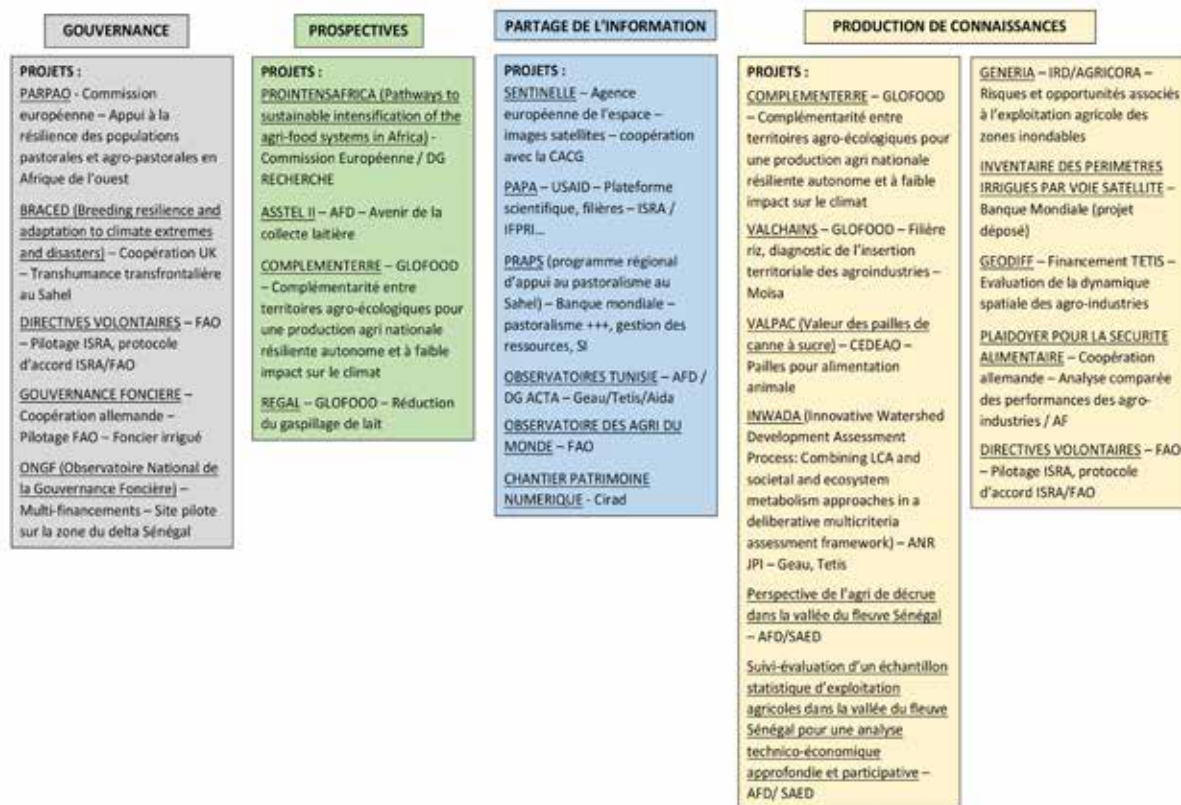 GOUVERNANCE
PROJETS :
PARPAO - Commission
européenne – Appui à la
résilience des populations
pastorales et agro-pastorales en
Afrique de l'ouest
BRACED (Breeding resilience and
adaptation to climate extremes
and disasters) – Coopération UK
– Transhumance transfrontalière
au Sahel
DIRECTIVES VOLONTAIRES – FAO
– Pilotage ISRA, protocole
d'accord ISRA/FAO
GOUVERNANCE FONCIERE –
Coopération allemande –
Pilotage FAO – Foncier irrigué
ONGF (Observatoire National de
la Gouvernance Foncière) –
Multi-financements – Site pilote
sur la zone du delta Sénégal
PROSPECTIVES
PROJETS :
PROINTENSAFRICA (Pathways to
sustainable intensification of the
agri-food systems in Africa) -
Commission Européenne / DG
RECHERCHE
ASSTEL II – AFD – Avenir de la
collecte laitière
COMPLEMENTERRE – GLOFOOD
– Complémentarité entre
territoires agro-écologiques pour
une production agri nationale
résiliente autonome et à faible
impact sur le climat
REGAL – GLOFOOD – Réduction
du gaspillage de lait
PARTAGE DE L'INFORMATION
PROJETS :
SENTINELLE – Agence
européenne de l'espace –
images satellites – coopération
avec la CACG
PAPA – USAID – Plateforme
scientifique, filières – ISRA /
IFPRI...
PRAPS (programme régional
d'appui au pastoralisme au
Sahel) – Banque mondiale –
pastoralisme +++, gestion des
ressources, SI
OBSERVATOIRES TUNISIE – AFD /
DG ACTA – Geau/Tetis/Aida
OBSERVATOIRE DES AGRI DU
MONDE – FAO
CHANTIER PATRIMOINE
NUMERIQUE - Cirad
PRODUCTION DE CONNAISSANCES
PROJETS :
COMPLEMENTERRE – GLOFOOD
– Complémentarité entre
territoires agro-écologiques pour
une production agri nationale
résiliente autonome et à faible
impact sur le climat
VALCHAINS – GLOFOOD – Filière
riz, diagnostic de l'insertion
territoriale des agroindustries –
Moisa
VALPAC (Valeur des pailles de
canne à sucre) – CEDEAO –
Pailles pour alimentation
animale
INWADA (Innovative Watershed
Development Assessment
Process: Combining LCA and
societal and ecosystem
metabolism approaches in a
deliberative multicriteria
assessment framework) – ANR
JPI – Geau, Tetis
Perspective de l'agri de décrue
dans la vallée du fleuve Sénégal
– AFD/SAED
Suivi-évaluation d'un échantillon
statistique d'exploitation
agricoles dans la vallée du fleuve
Sénégal pour une analyse
technico-économique
approfondie et participative –
AFD/ SAED
GENERIA – IRD/AGRICORA –
Risques et opportunités associés
à l'exploitation agricole des
zones inondables
INVENTAIRE DES PERIMETRES
IRRIGUES PAR VOIE SATELLITE –
Banque Mondiale (projet
déposé)
GEODIFF – Financement TETIS –
Evaluation de la dynamique
spatiale des agro-industries
PLAIDOYER POUR LA SECURITE
ALIMENTAIRE – Coopération
allemande – Analyse comparée
des performances des agro-
industries / AF
DIRECTIVES VOLONTAIRES – FAO
– Pilotage ISRA, protocole
d'accord ISRA/FAO